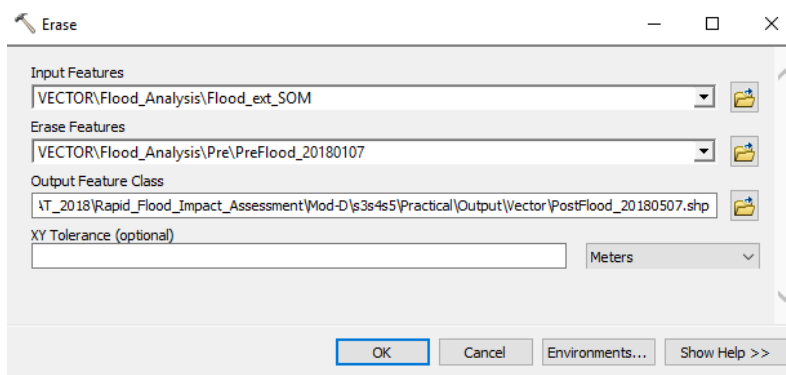 Erase
Input Features
VECTOR\Flood_Analysis\Flood_ext_SOM
Erase Features
VECTOR\Flood_Analysis\Pre\PreFlood_20180107
Output Feature Class
AT_2018\Rapid_Flood_Impact_Assessment\Mod-D\s3s4s5\Practical\Output\Vector\PostFlood_20180507.shp
XY Tolerance (optional)
Meters
OK Cancel Environments... Show Help >>